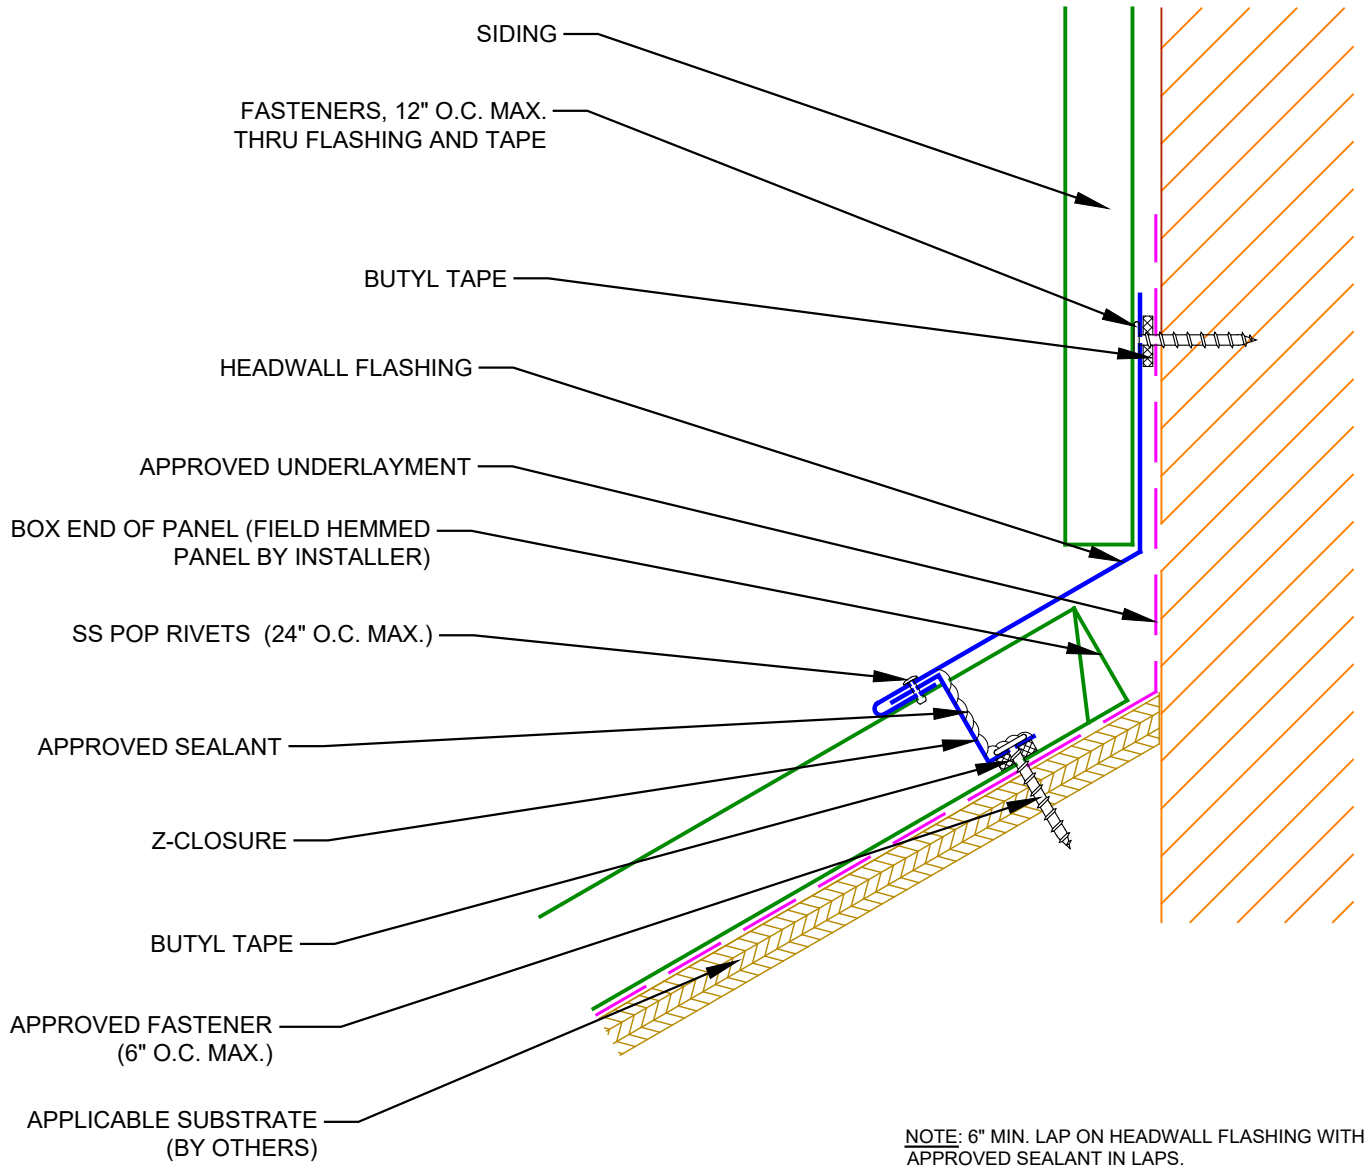 SIDING
FASTENERS, 12" O.C. MAX.
THRU FLASHING AND TAPE
BUTYL TAPE
HEADWALL FLASHING
APPROVED UNDERLAYMENT
BOX END OF PANEL (FIELD HEMMED
PANEL BY INSTALLER)
SS POP RIVETS (24" O.C. MAX.)
APPROVED SEALANT
Z-CLOSURE
BUTYL TAPE
APPROVED FASTENER
(6" O.C. MAX.)
APPLICABLE SUBSTRATE
(BY OTHERS)
NOTE: 6" MIN. LAP ON HEADWALL FLASHING WITH
APPROVED SEALANT IN LAPS.